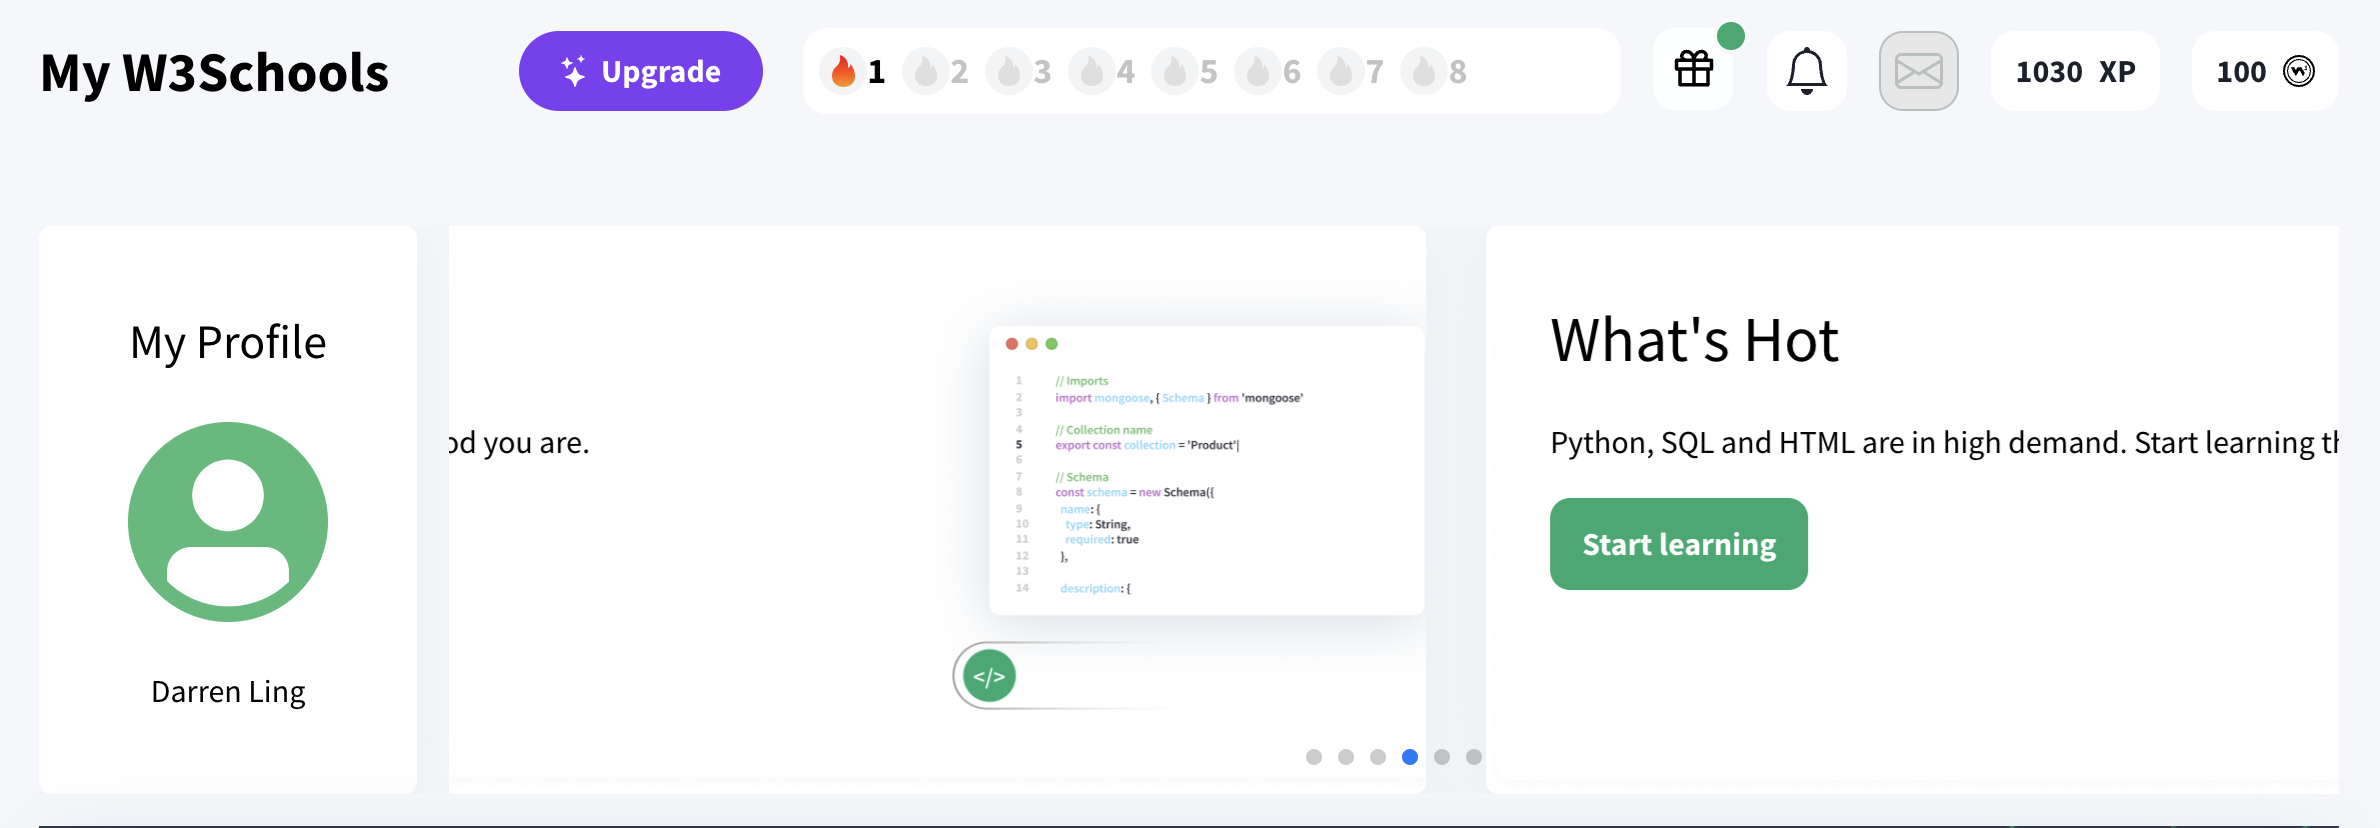 My W3Schools
Upgrade
1 2 3 4 5 6 7 8
1030 XP
100
My Profile
Darren Ling
od you are.
1 // Imports
2 import mongoose, { Schema } from 'mongoose'
3
4 // Collection name
5 export const collection = 'Product'|
6
7 // Schema
8 const schema = new Schema({
9 name: {
10 type: String,
11 required: true
12 },
13
14 description: {
</>
What's Hot
Python, SQL and HTML are in high demand. Start learning th
Start learning